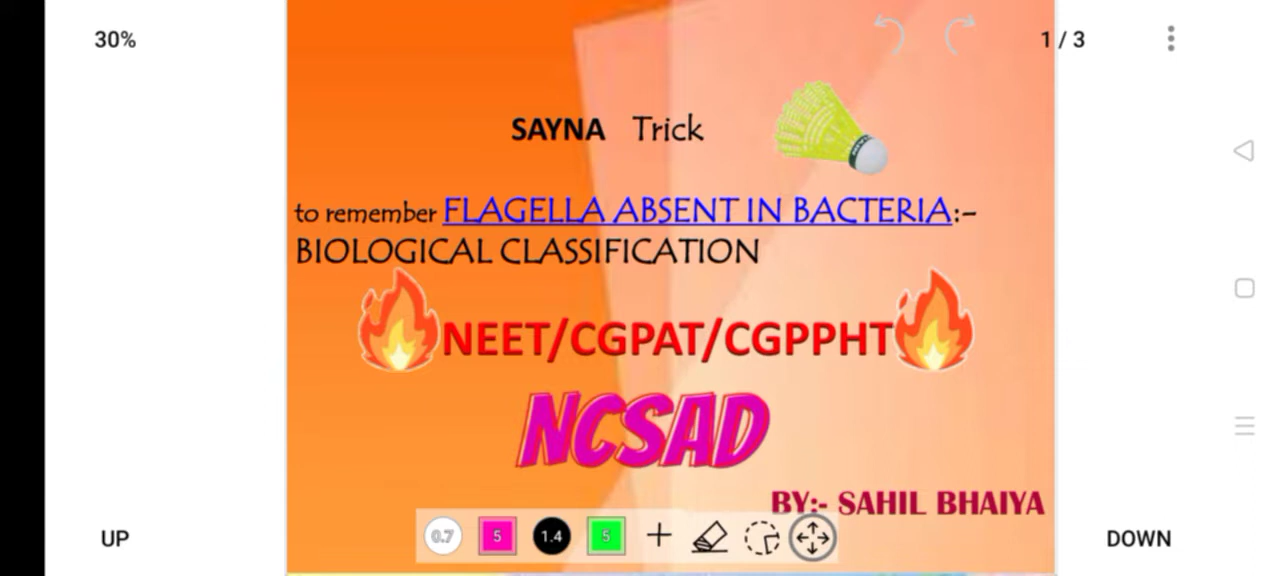 30%
1 / 3
SAYNA Trick
to remember FLAGELLA ABSENT IN BACTERIA:-
BIOLOGICAL CLASSIFICATION
NEET/CGPAT/CGPPHT
NCSAD
BY:- SAHIL BHAIYA
0.7 5 1.4 5
UP
DOWN